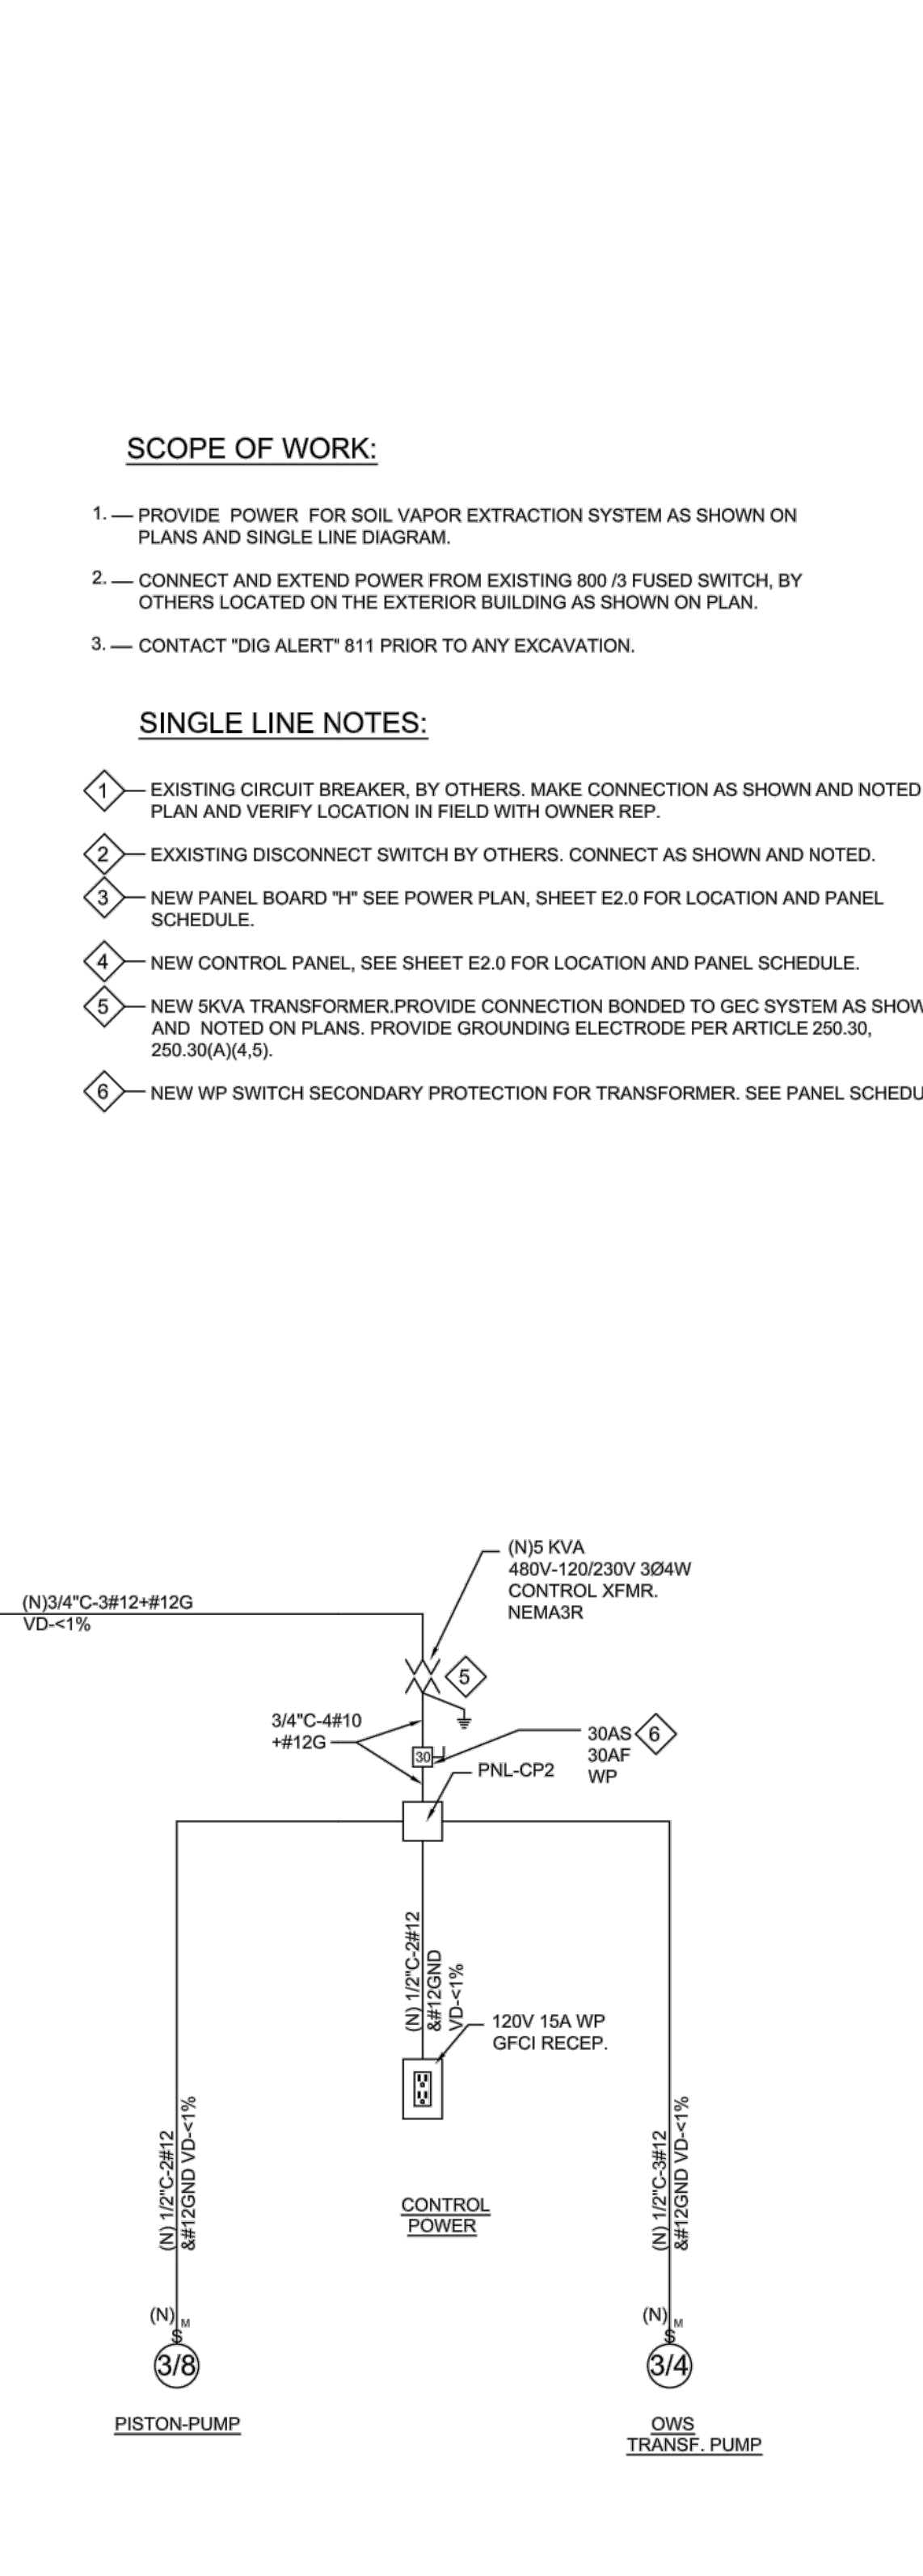 SCOPE OF WORK:
1. — PROVIDE POWER FOR SOIL VAPOR EXTRACTION SYSTEM AS SHOWN ON
PLANS AND SINGLE LINE DIAGRAM.
2. — CONNECT AND EXTEND POWER FROM EXISTING 800 /3 FUSED SWITCH, BY
OTHERS LOCATED ON THE EXTERIOR BUILDING AS SHOWN ON PLAN.
3. — CONTACT "DIG ALERT" 811 PRIOR TO ANY EXCAVATION.
SINGLE LINE NOTES:
1 EXISTING CIRCUIT BREAKER, BY OTHERS. MAKE CONNECTION AS SHOWN AND NOTED
PLAN AND VERIFY LOCATION IN FIELD WITH OWNER REP.
2 EXXISTING DISCONNECT SWITCH BY OTHERS. CONNECT AS SHOWN AND NOTED.
3 NEW PANEL BOARD "H" SEE POWER PLAN, SHEET E2.0 FOR LOCATION AND PANEL
SCHEDULE.
4 NEW CONTROL PANEL, SEE SHEET E2.0 FOR LOCATION AND PANEL SCHEDULE.
5 NEW 5KVA TRANSFORMER.PROVIDE CONNECTION BONDED TO GEC SYSTEM AS SHOW
AND NOTED ON PLANS. PROVIDE GROUNDING ELECTRODE PER ARTICLE 250.30,
250.30(A)(4,5).
6 NEW WP SWITCH SECONDARY PROTECTION FOR TRANSFORMER. SEE PANEL SCHEDU
(N)5 KVA
480V-120/230V 3Ø4W
CONTROL XFMR.
NEMA3R
(N)3/4"C-3#12+#12G
VD-<1%
5
3/4"C-4#10
+#12G
30
30AS 6
30AF
WP
PNL-CP2
(N) 1/2"C-2#12
&#12GND
VD-<1%
120V 15A WP
GFCI RECEP.
CONTROL
POWER
(N) 1/2"C-2#12
&#12GND VD-<1%
(N) 1/2"C-3#12
&#12GND VD-<1%
(N) M
$
3/8
PISTON-PUMP
(N) M
$
3/4
OWS
TRANSF. PUMP